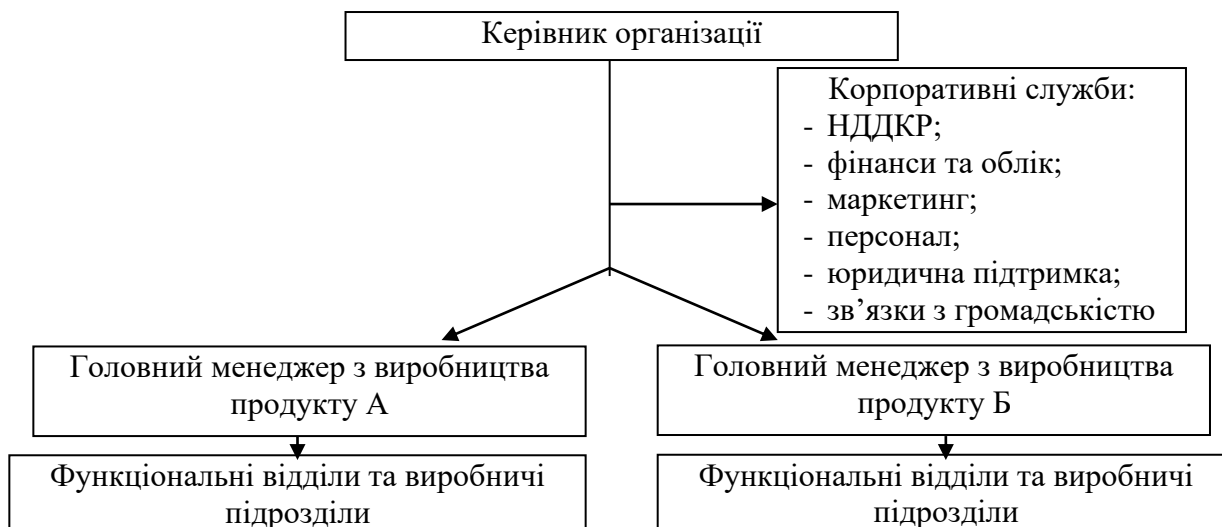 Керівник організації
Корпоративні служби:
- НДДКР;
- фінанси та облік;
- маркетинг;
- персонал;
- юридична підтримка;
- зв’язки з громадськістю
Головний менеджер з виробництва
продукту А
Головний менеджер з виробництва
продукту Б
Функціональні відділи та виробничі
підрозділи
Функціональні відділи та виробничі
підрозділи